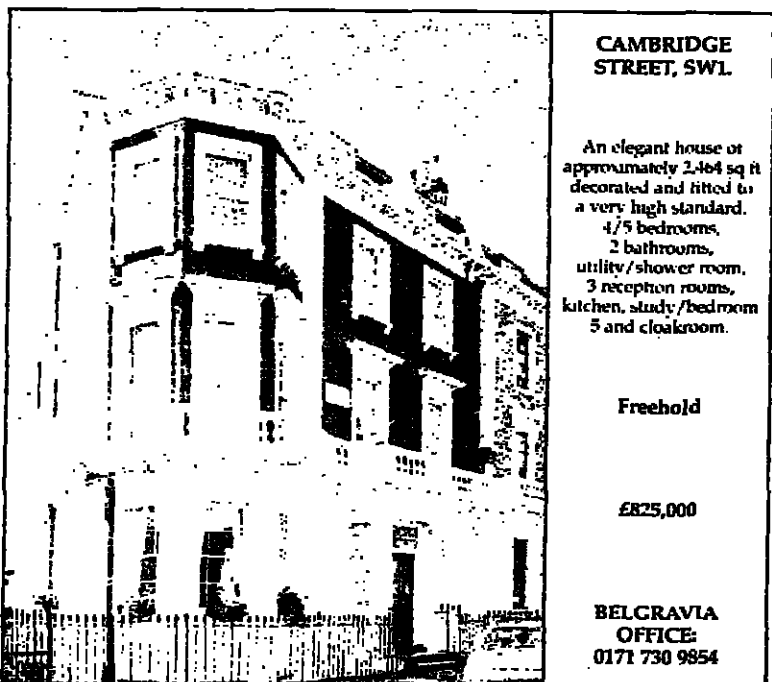 CAMBRIDGE
STREET, SW1.
An elegant house of
approximately 2,464 sq ft
decorated and fitted to
a very high standard.
4/5 bedrooms,
2 bathrooms,
utility/shower room,
3 reception rooms,
kitchen, study/bedroom
5 and cloakroom.
Freehold
£825,000
BELGRAVIA
OFFICE:
0171 730 9854